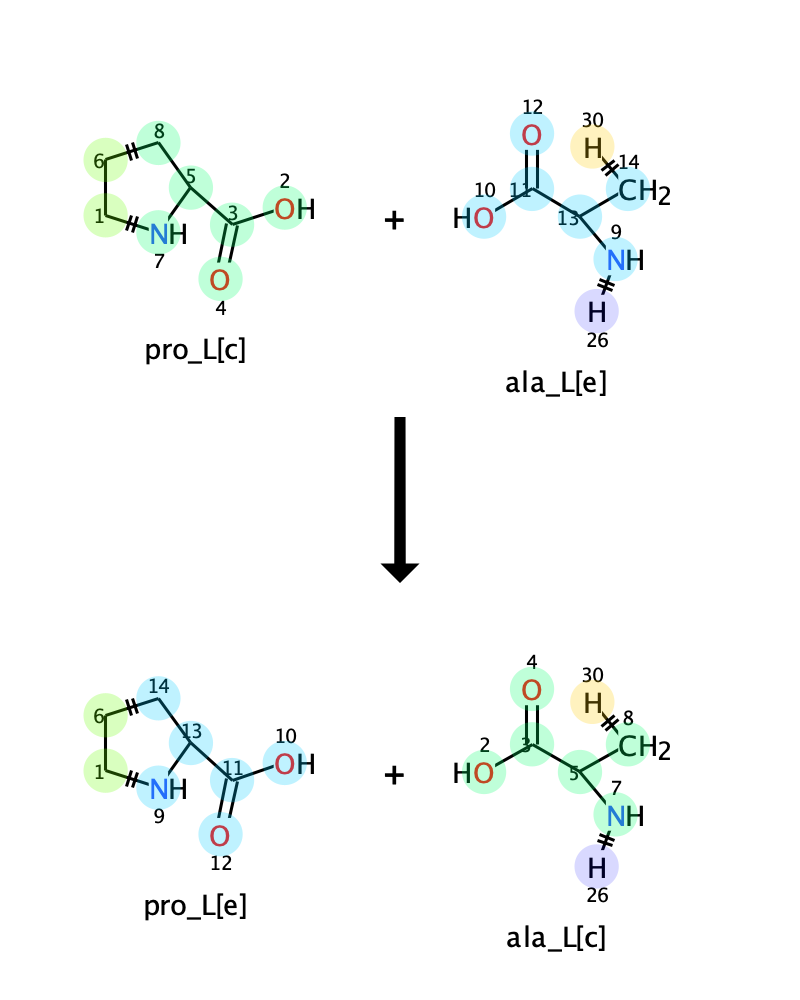 12
8 30
O H
6 14
5 2 10 11 CH2
1 3 OH HO 13
NH + 9
7 NH
O H
4 26
pro_L[c]
ala_L[e]
4
14 30
O H
6 8
13 10 2 3 CH2
1 11 OH HO 5
NH + 7
9 NH
O H
12 26
pro_L[e]
ala_L[c]